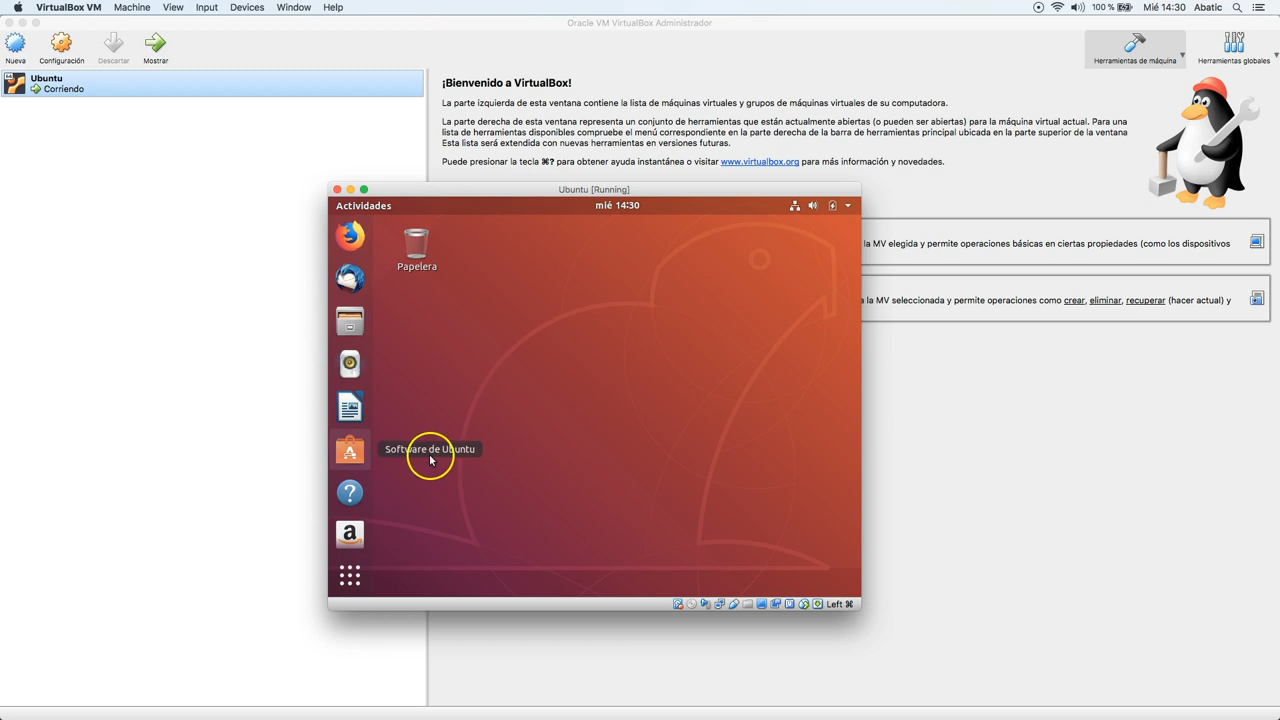 VirtualBox VM Machine View Input Devices Window Help 100 % Mié 14:30 Abatic
Oracle VM VirtualBox Administrador
Nueva Configuración Descartar Mostrar Herramientas de máquina Herramientas globales
64
Ubuntu
Corriendo
¡Bienvenido a VirtualBox!
La parte izquierda de esta ventana contiene la lista de máquinas virtuales y grupos de máquinas virtuales de su computadora.
La parte derecha de esta ventana representa un conjunto de herramientas que están actualmente abiertas (o pueden ser abiertas) para la máquina virtual actual. Para una
lista de herramientas disponibles compruebe el menú correspondiente en la parte derecha de la barra de herramientas principal ubicada en la parte superior de la ventana
Esta lista será extendida con nuevas herramientas en versiones futuras.
Puede presionar la tecla ⌘? para obtener ayuda instantánea o visitar www.virtualbox.org para más información y novedades.
Ubuntu [Running]
Actividades mié 14:30
Papelera
la MV elegida y permite operaciones básicas en ciertas propiedades (como los dispositivos
la MV seleccionada y permite operaciones como crear, eliminar, recuperar (hacer actual) y
Software de Ubuntu
Left ⌘